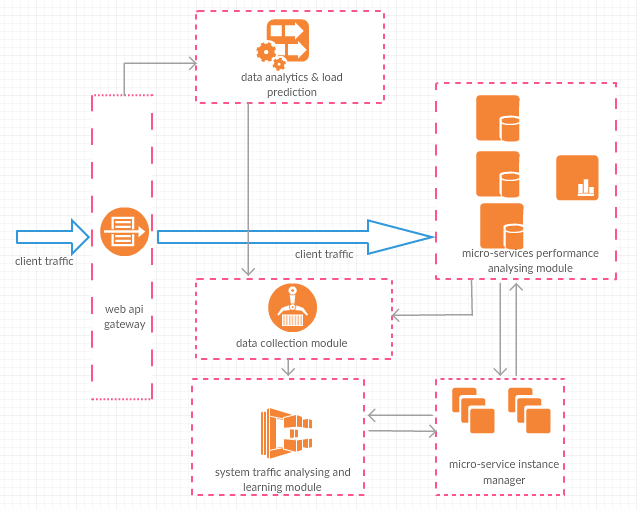 data analytics & load
prediction
client traffic
web api
gateway
client traffic
micro-services performance
analysing module
data collection module
system traffic analysing and
learning module
micro-service instance
manager